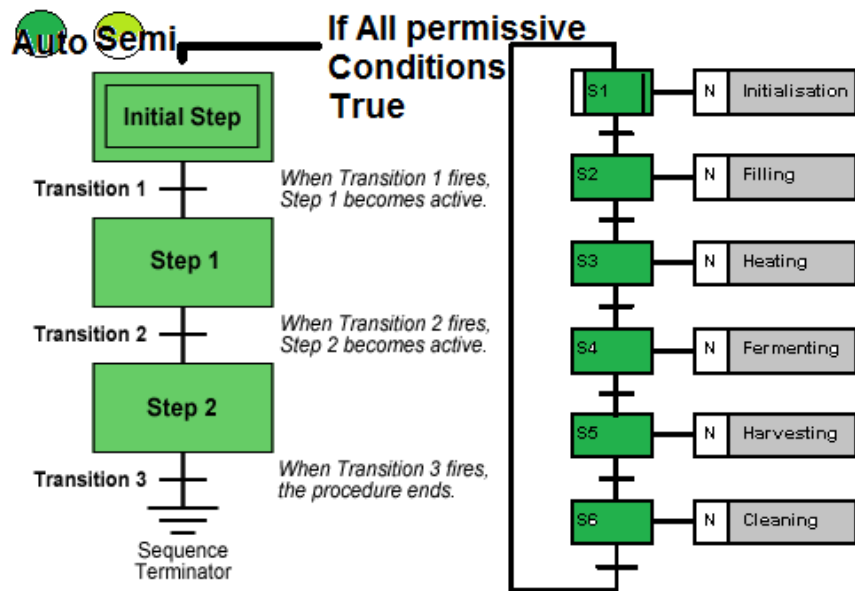 Auto Semi
If All permissive
Conditions
True
Initial Step
Transition 1
When Transition 1 fires,
Step 1 becomes active.
Step 1
Transition 2
When Transition 2 fires,
Step 2 becomes active.
Step 2
Transition 3
When Transition 3 fires,
the procedure ends.
Sequence
Terminator
S1 N Initialisation
S2 N Filling
S3 N Heating
S4 N Fermenting
S5 N Harvesting
S6 N Cleaning